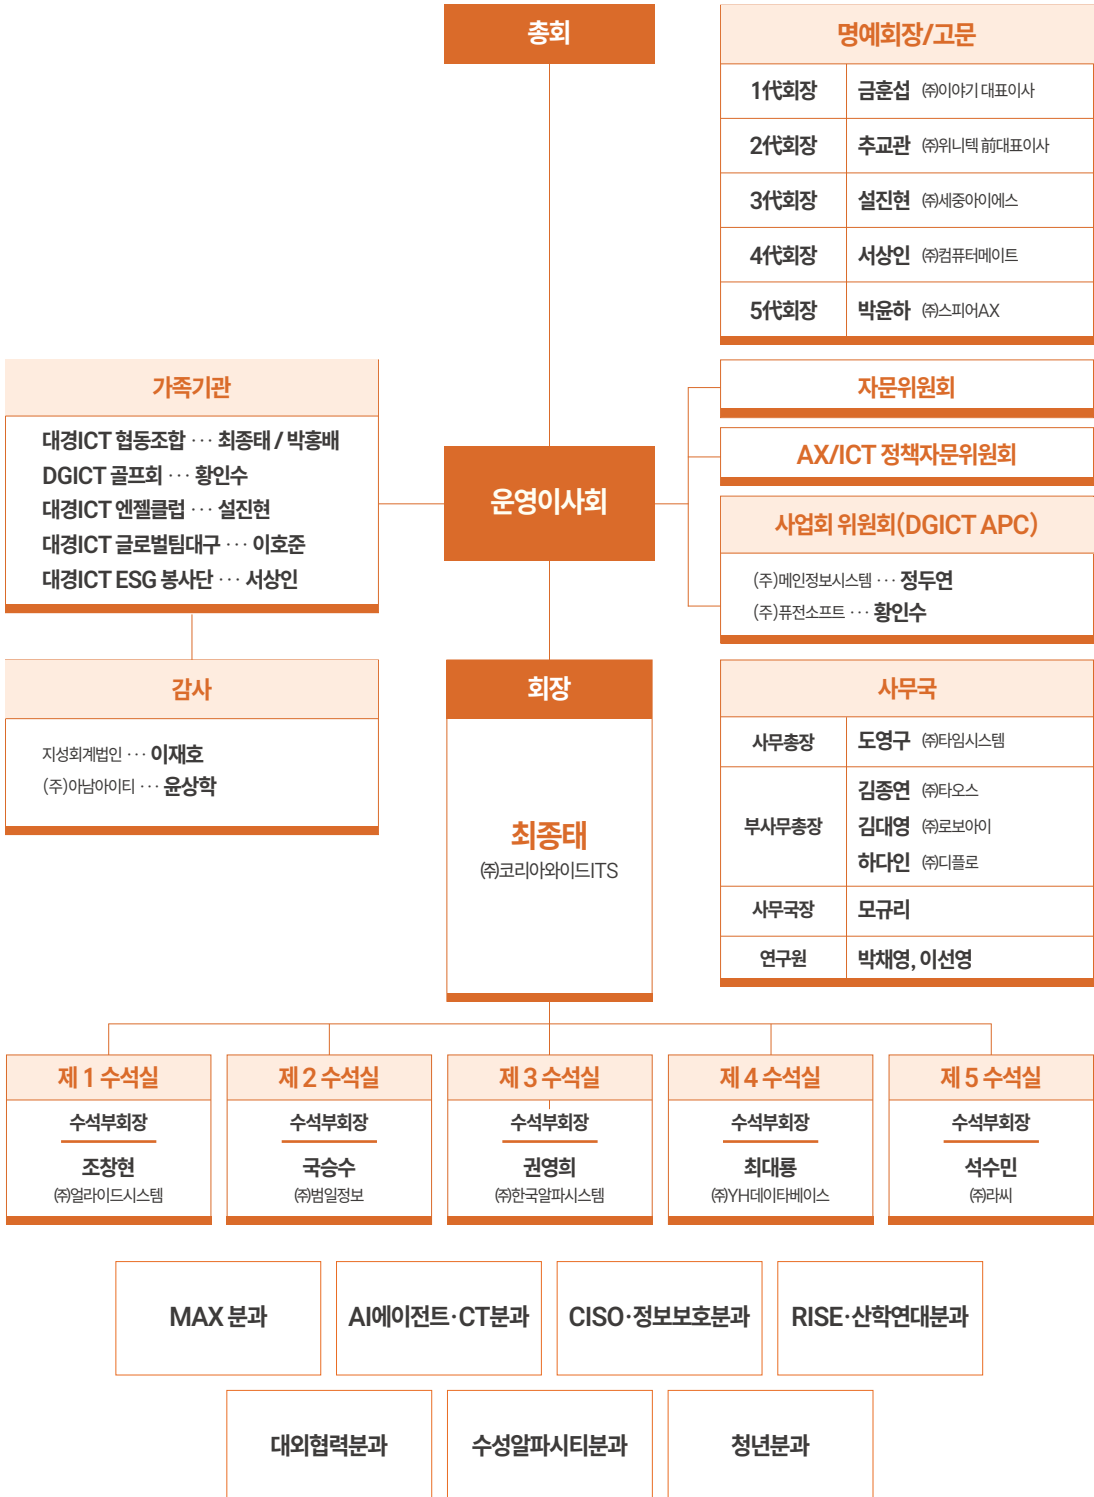 총회
명예회장/고문
1代회장 금훈섭 ㈜이야기 대표이사
2代회장 추교관 ㈜위니텍 前대표이사
3代회장 설진현 ㈜세중아이에스
4代회장 서상인 ㈜컴퓨터메이트
5代회장 박윤하 ㈜스피어AX
가족기관
대경ICT 협동조합 ··· 최종태 / 박홍배
DGICT 골프회 ··· 황인수
대경ICT 엔젤클럽 ··· 설진현
대경ICT 글로벌팀대구 ··· 이호준
대경ICT ESG 봉사단 ··· 서상인
운영이사회
자문위원회
AX/ICT 정책자문위원회
사업회 위원회(DGICT APC)
(주)메인정보시스템 ··· 정두연
(주)퓨전소프트 ··· 황인수
감사
지성회계법인 ··· 이재호
(주)아남아이티 ··· 윤상학
회장
최종태
㈜코리아와이드ITS
사무국
사무총장 도영구 ㈜타임시스템
부사무총장 김종연 ㈜타오스
김대영 ㈜로보아이
하다인 ㈜디플로
사무국장 모규리
연구원 박채영, 이선영
제 1 수석실
수석부회장
조창현
㈜얼라이드시스템
제 2 수석실
수석부회장
국승수
㈜범일정보
제 3 수석실
수석부회장
권영희
㈜한국알파시스템
제 4 수석실
수석부회장
최대룡
㈜YH데이타베이스
제 5 수석실
수석부회장
석수민
㈜라씨
MAX 분과
AI에이전트·CT분과
CISO·정보보호분과
RISE·산학연대분과
대외협력분과
수성알파시티분과
청년분과